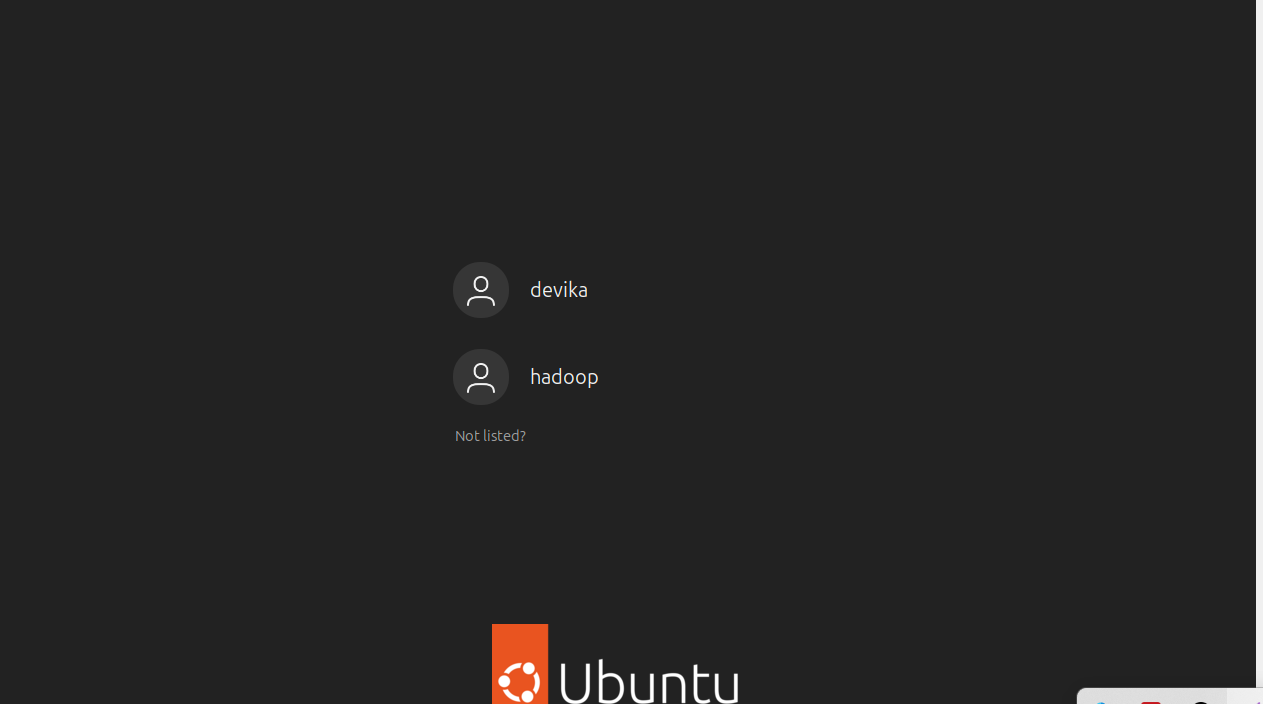 devika
hadoop
Not listed?
Ubuntu